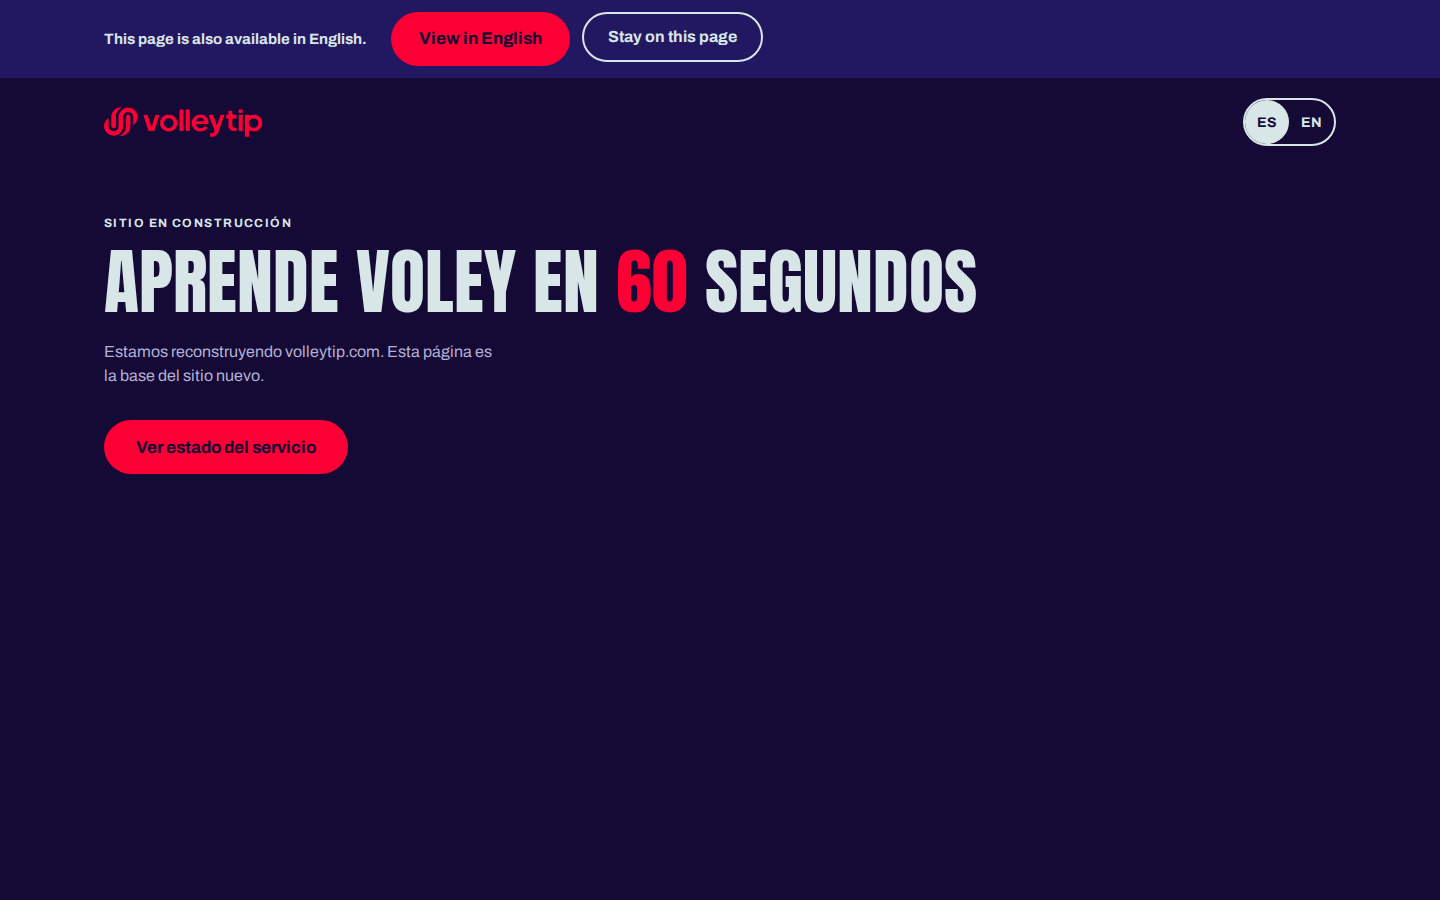 This page is also available in English.
View in English
Stay on this page
volleytip
ES
EN
SITIO EN CONSTRUCCIÓN
APRENDE VOLEY EN 60 SEGUNDOS
Estamos reconstruyendo volleytip.com. Esta página es
la base del sitio nuevo.
Ver estado del servicio